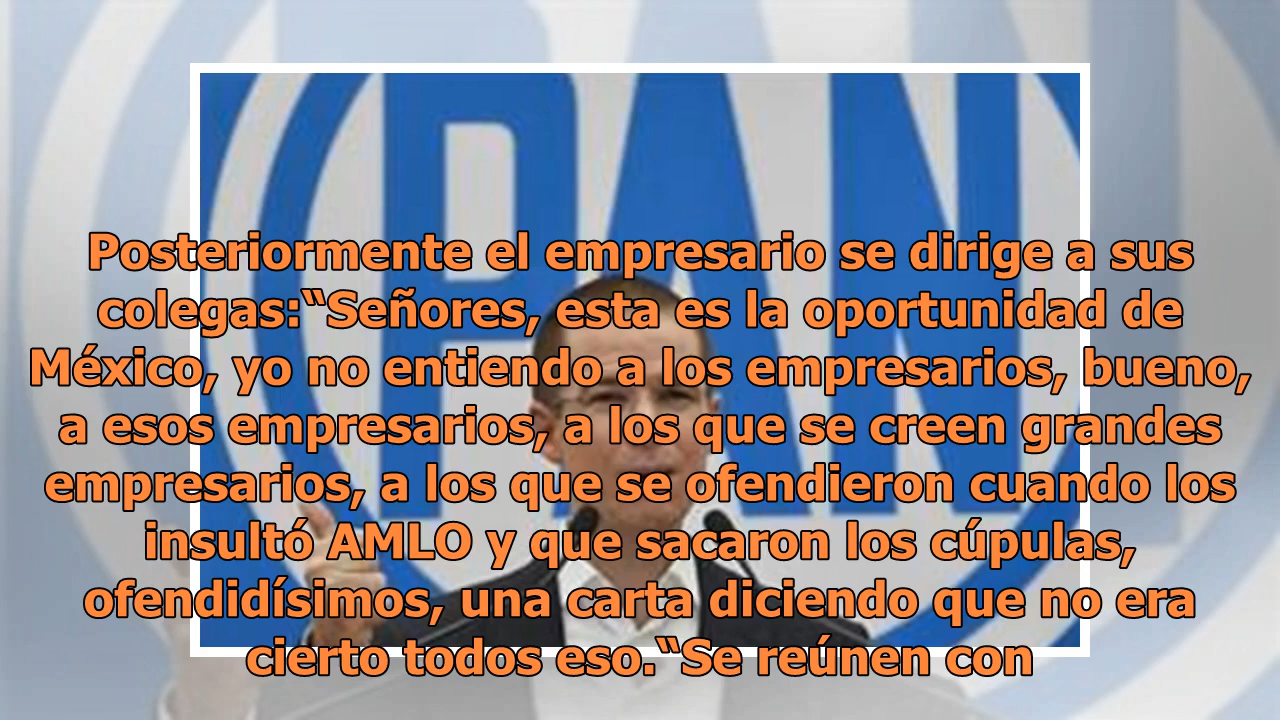 PAN
Posteriormente el empresario se dirige a sus
colegas:“Señores, esta es la oportunidad de
México, yo no entiendo a los empresarios, bueno,
a esos empresarios, a los que se creen grandes
empresarios, a los que se ofendieron cuando los
insultó AMLO y que sacaron los cúpulas,
ofendidísimos, una carta diciendo que no era
cierto todos eso.“Se reúnen con